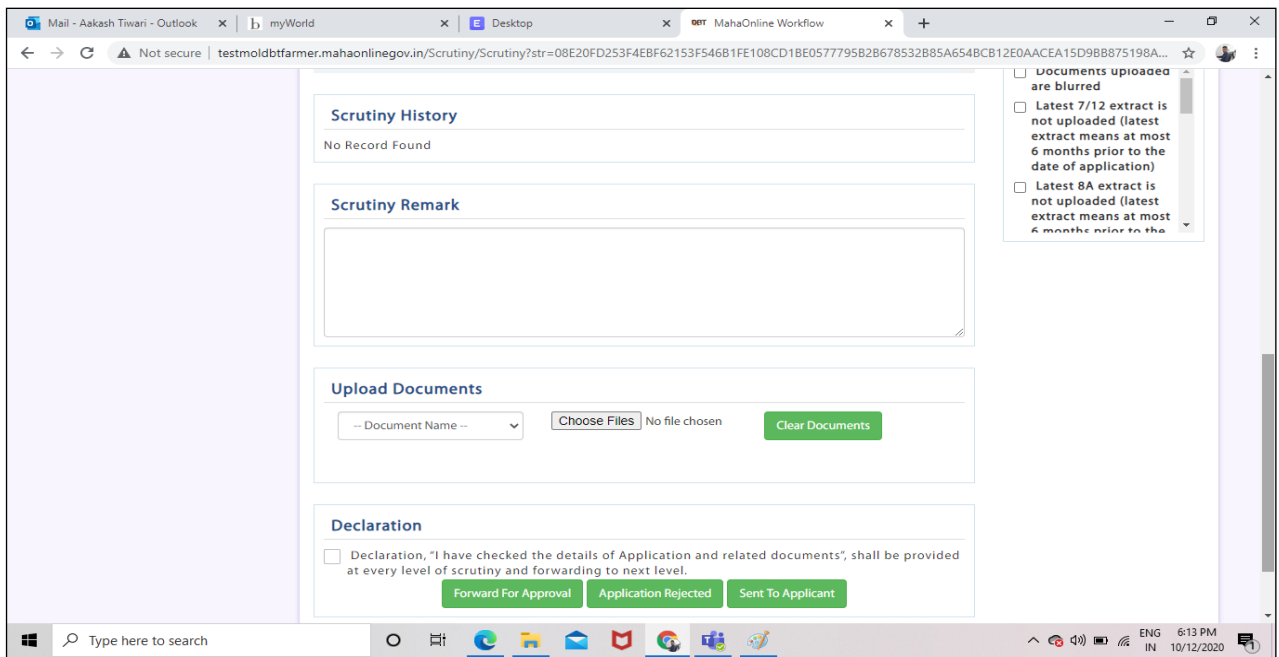 Mail - Aakash Tiwari - Outlook
myWorld
Desktop
MahaOnline Workflow
Not secure | testmoldbtfarmer.mahaonlinegov.in/Scrutiny/Scrutiny?str=08E20FD253F4EBF62153F546B1FE108CD1BE0577795B2B678532B85A654BCB12E0AACEA15D9BB875198A...
Documents uploaded
are blurred
Latest 7/12 extract is
not uploaded (latest
extract means at most
6 months prior to the
date of application)
Latest 8A extract is
not uploaded (latest
extract means at most
6 months prior to the
Scrutiny History
No Record Found
Scrutiny Remark
Upload Documents
-- Document Name --
Choose Files No file chosen
Clear Documents
Declaration
Declaration, "I have checked the details of Application and related documents", shall be provided
at every level of scrutiny and forwarding to next level.
Forward For Approval
Application Rejected
Sent To Applicant
Type here to search
ENG
IN
6:13 PM
10/12/2020